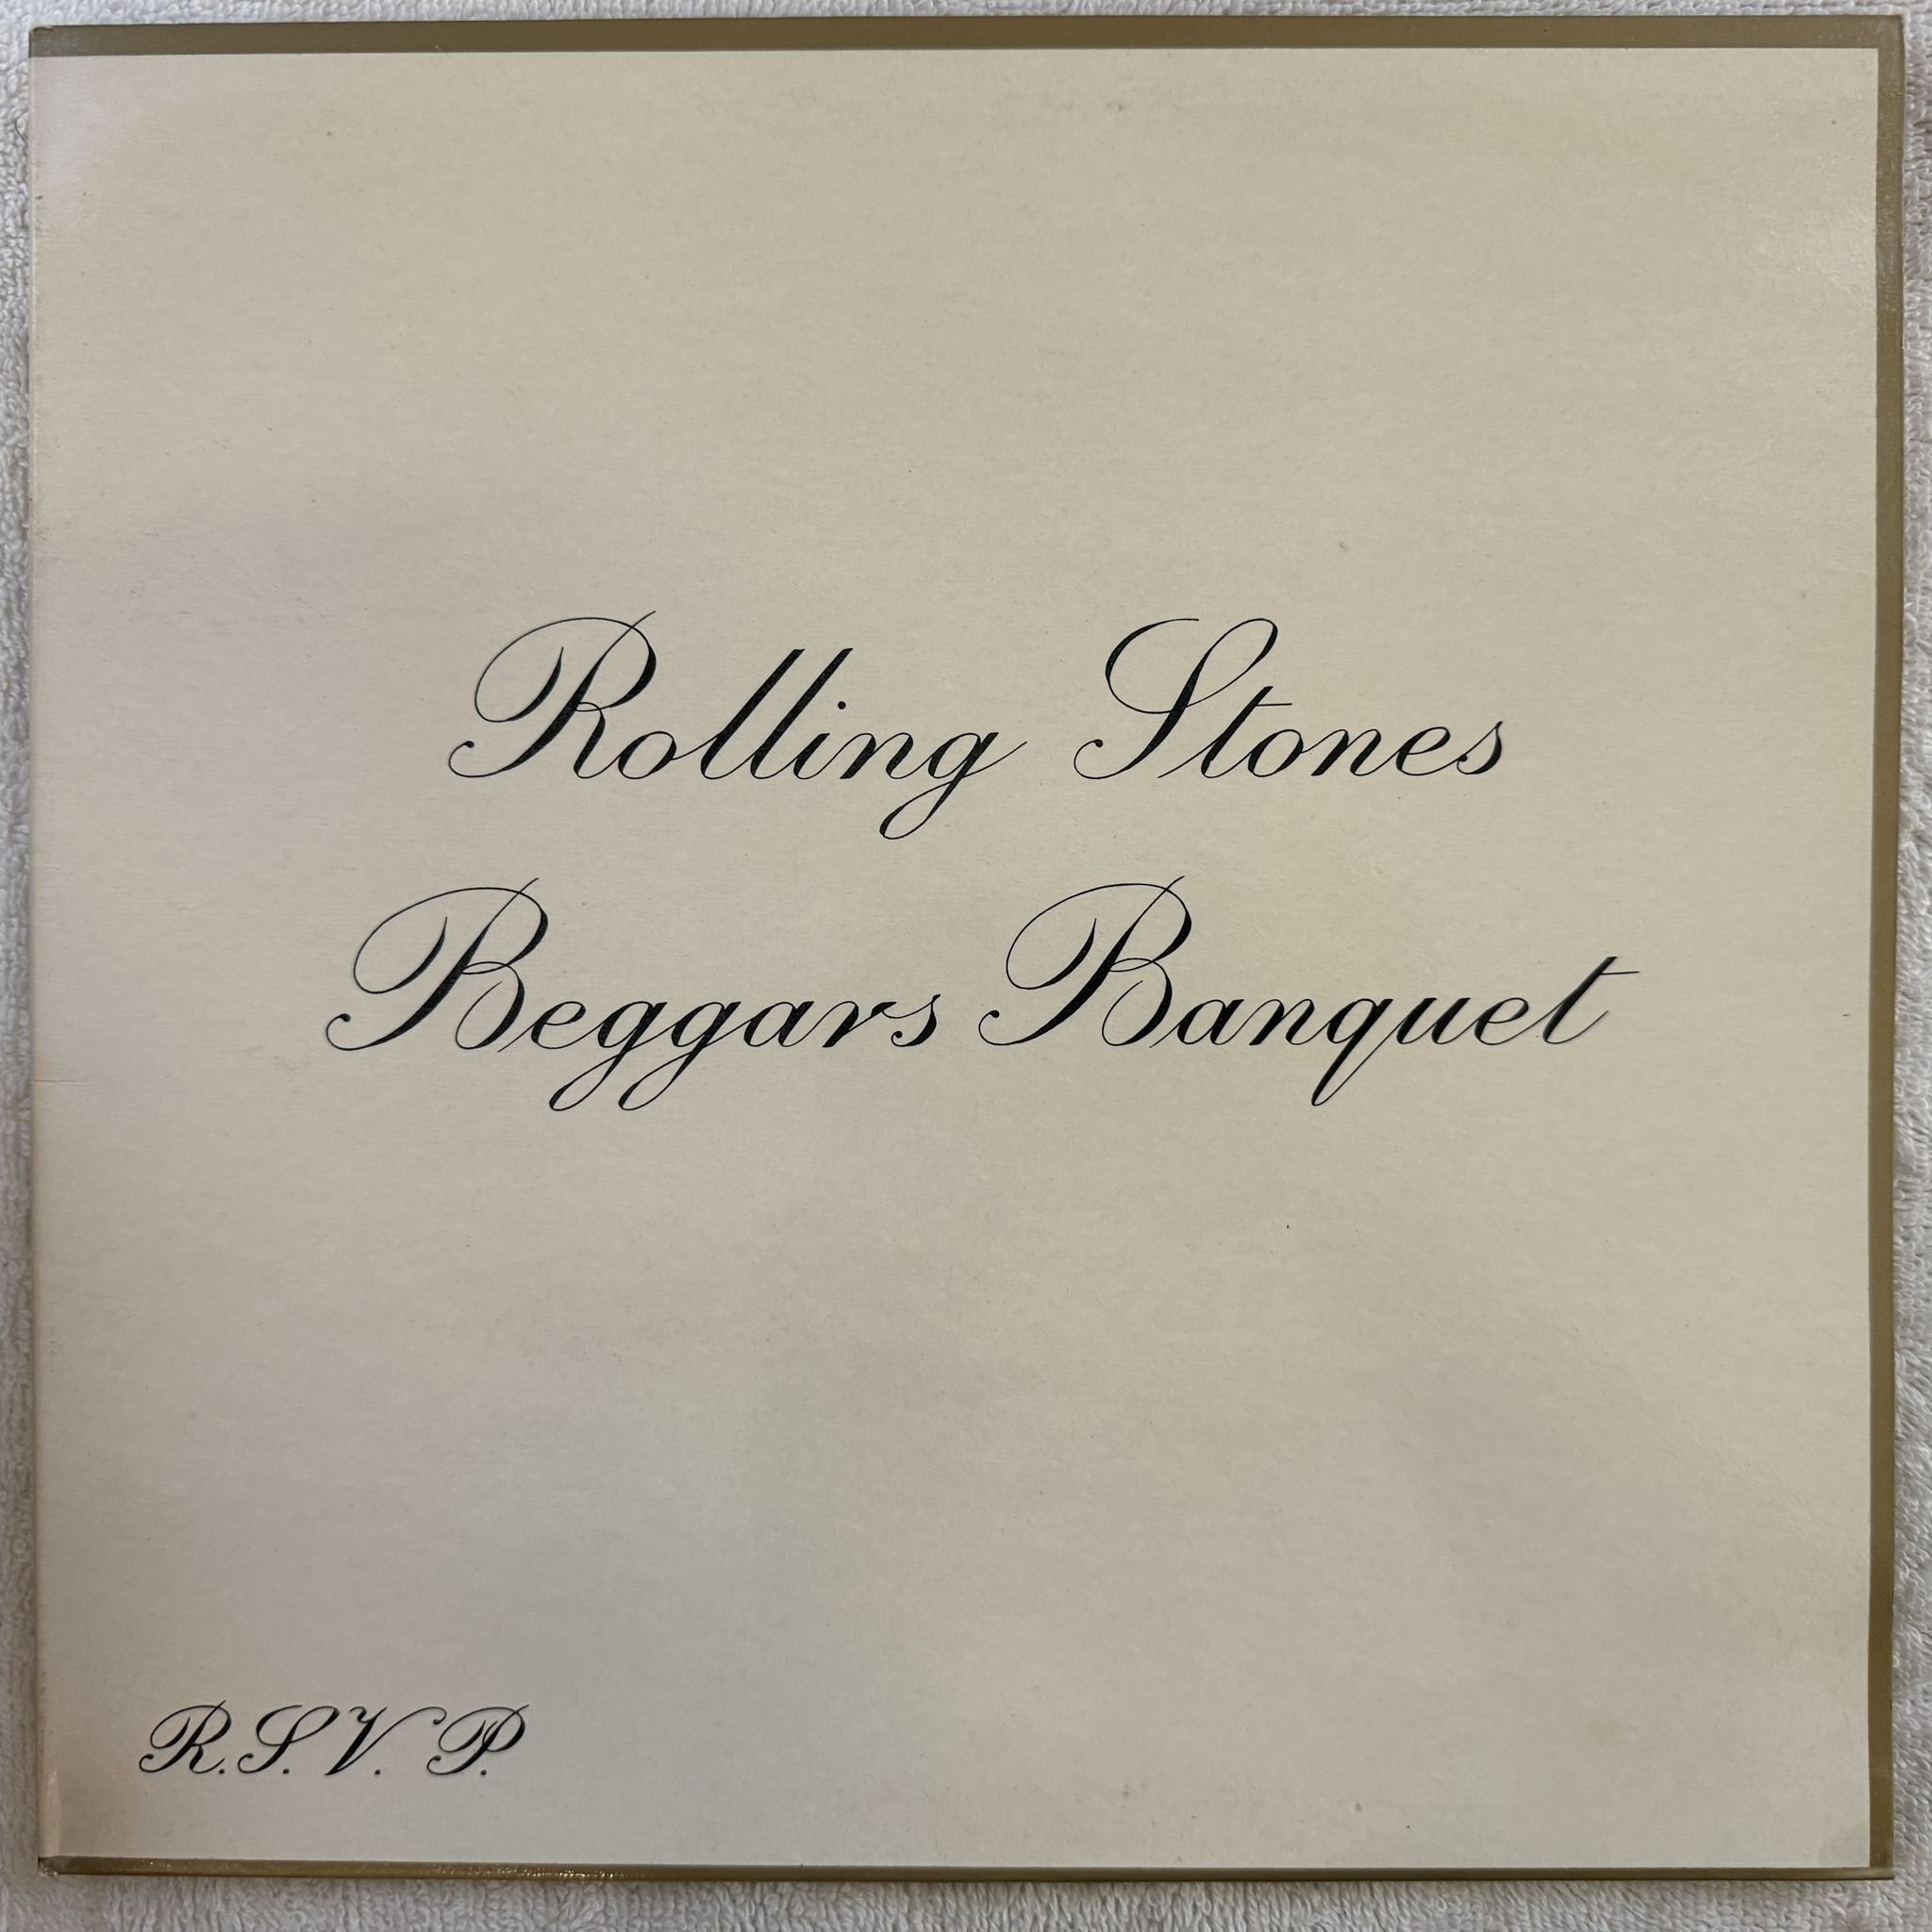 Rolling Stones
Beggars Banquet
R.S.V.P.